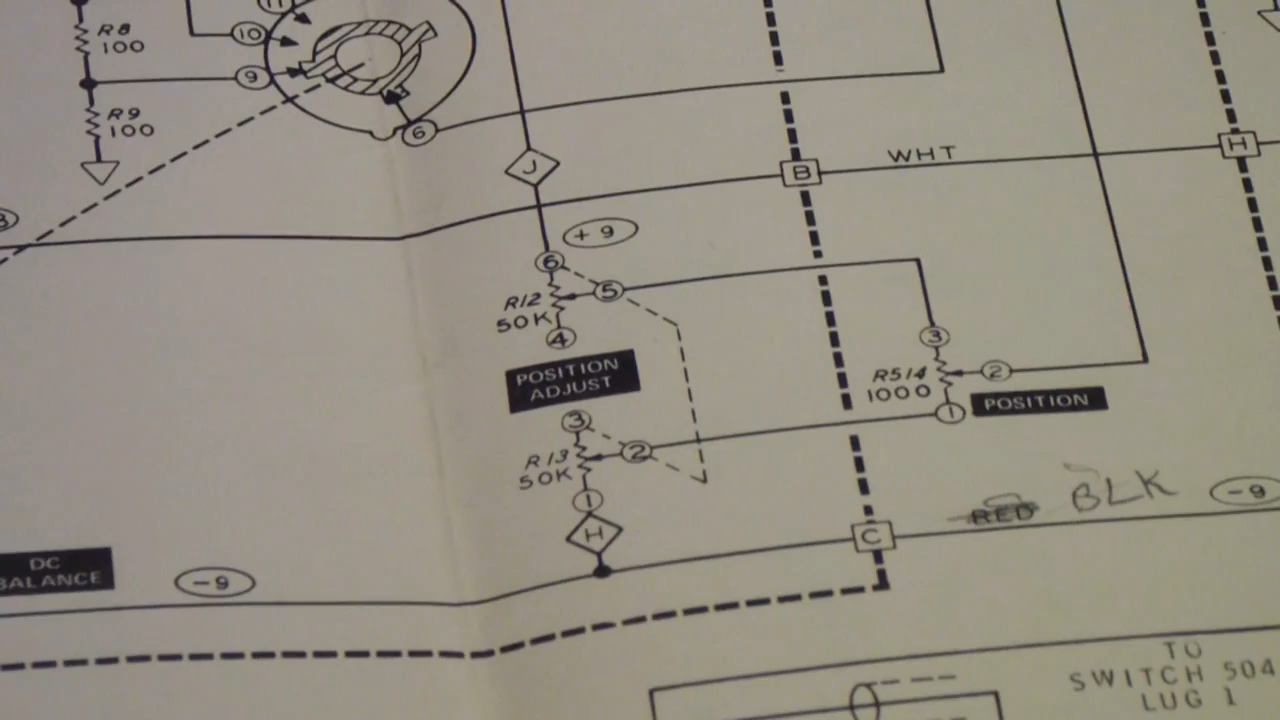 11
R8
100
10
9
R9
100
6
J
B
WHT
H
+9
6
R12
50K
5
4
POSITION
ADJUST
3
R514
1000
2
1
POSITION
3
R13
50K
2
1
H
C
RED
BLK
-9
DC
BALANCE
-9
TO
SWITCH 504
LUG 1